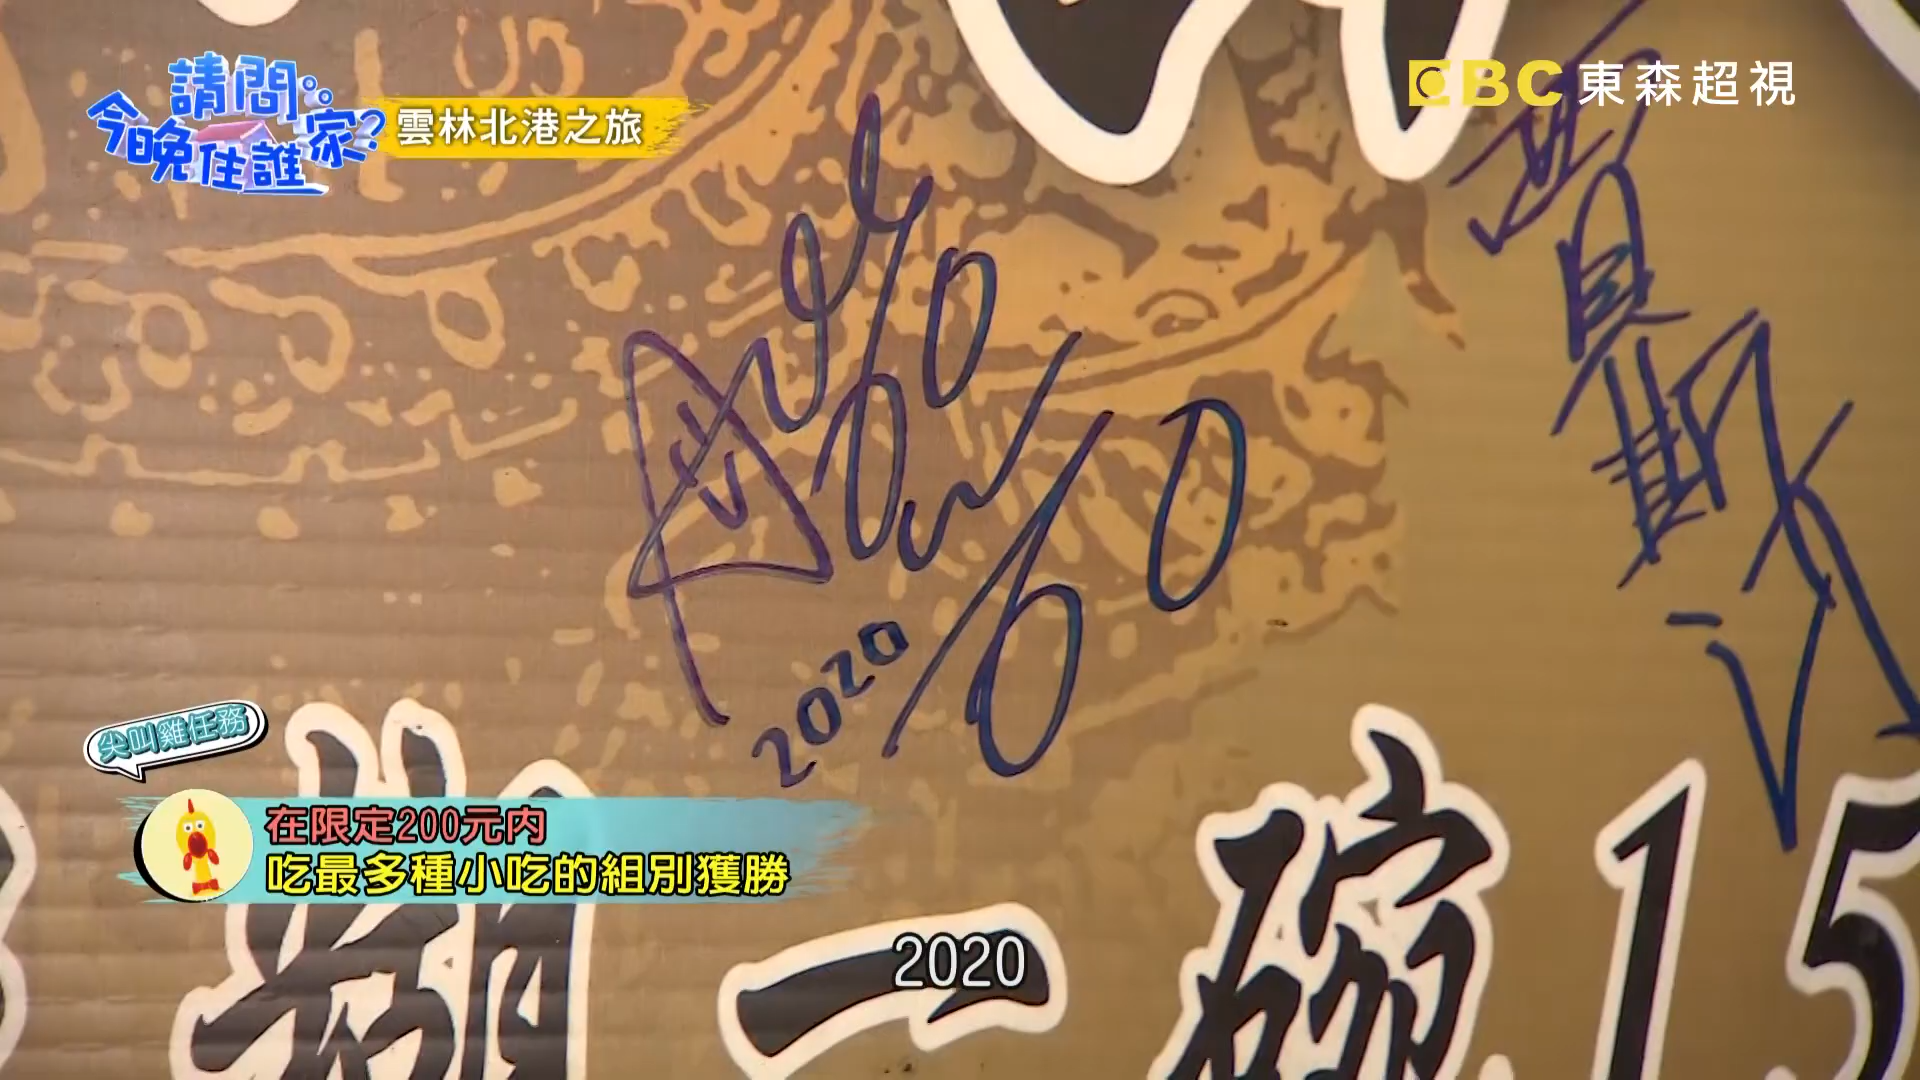 請問
今晚住誰家?
雲林北港之旅
EBC 東森超視
2020
尖叫雞任務
在限定200元內
吃最多種小吃的組別獲勝
糊一碗15
2020